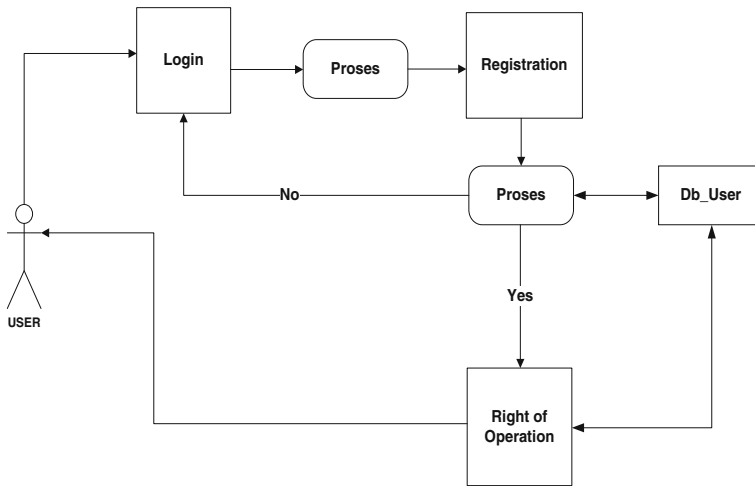 Login
Proses
Registration
No
Proses
Db_User
Yes
USER
Right of
Operation